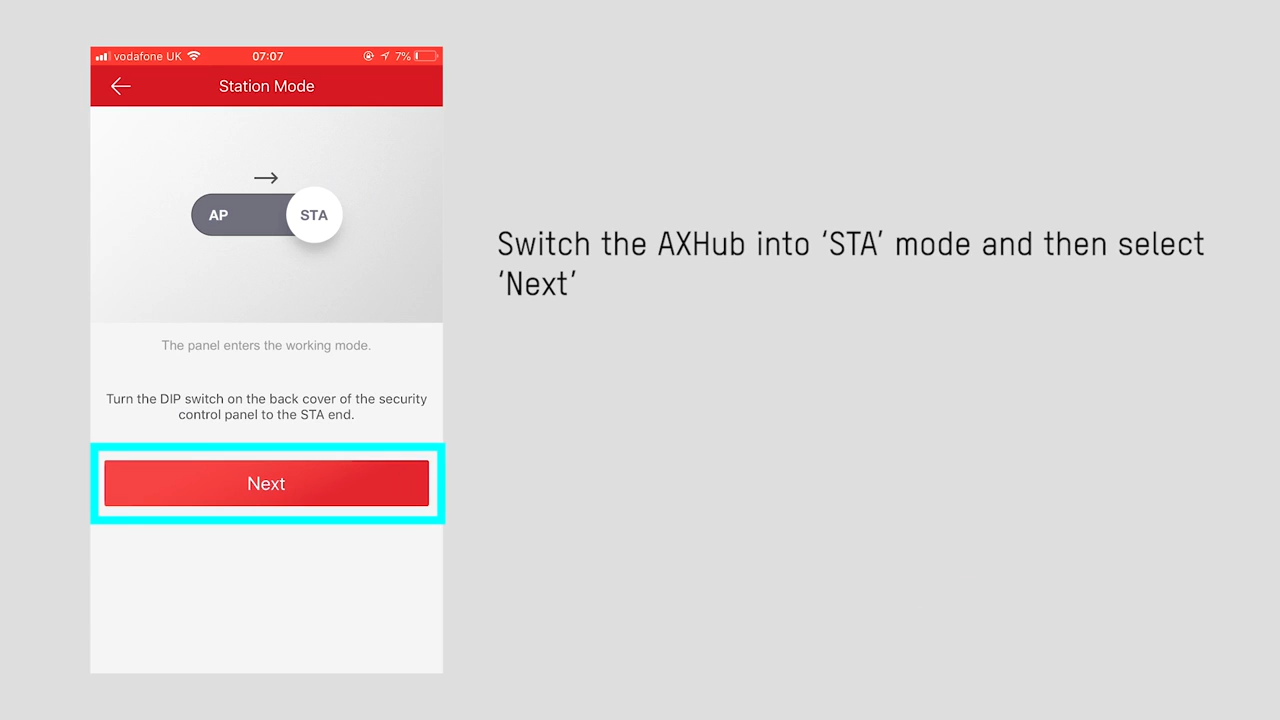 vodafone UK 07:07 7%
Station Mode
AP STA
The panel enters the working mode.
Turn the DIP switch on the back cover of the security
control panel to the STA end.
Next
Switch the AXHub into ‘STA’ mode and then select
‘Next’